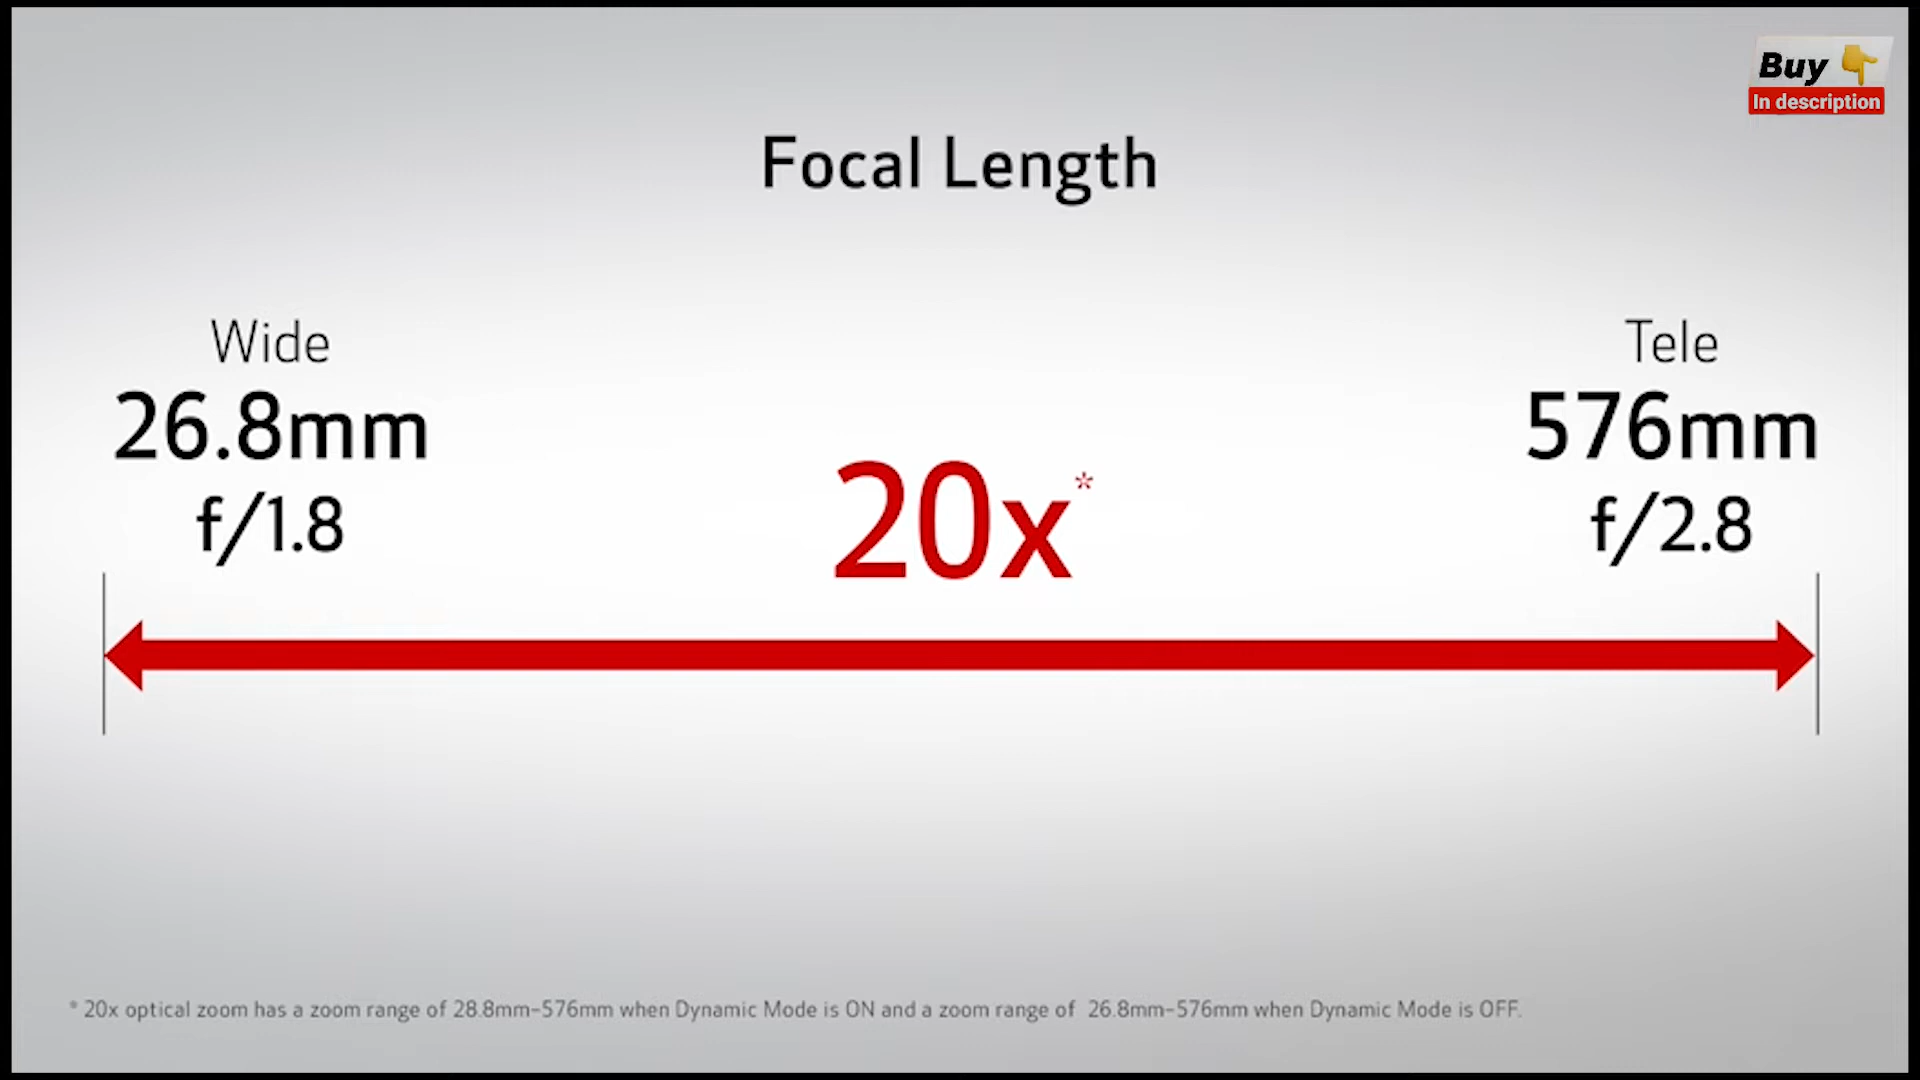 Buy
In description
Focal Length
Wide
26.8mm
f/1.8
20x*
Tele
576mm
f/2.8
* 20x optical zoom has a zoom range of 28.8mm–576mm when Dynamic Mode is ON and a zoom range of 26.8mm–576mm when Dynamic Mode is OFF.